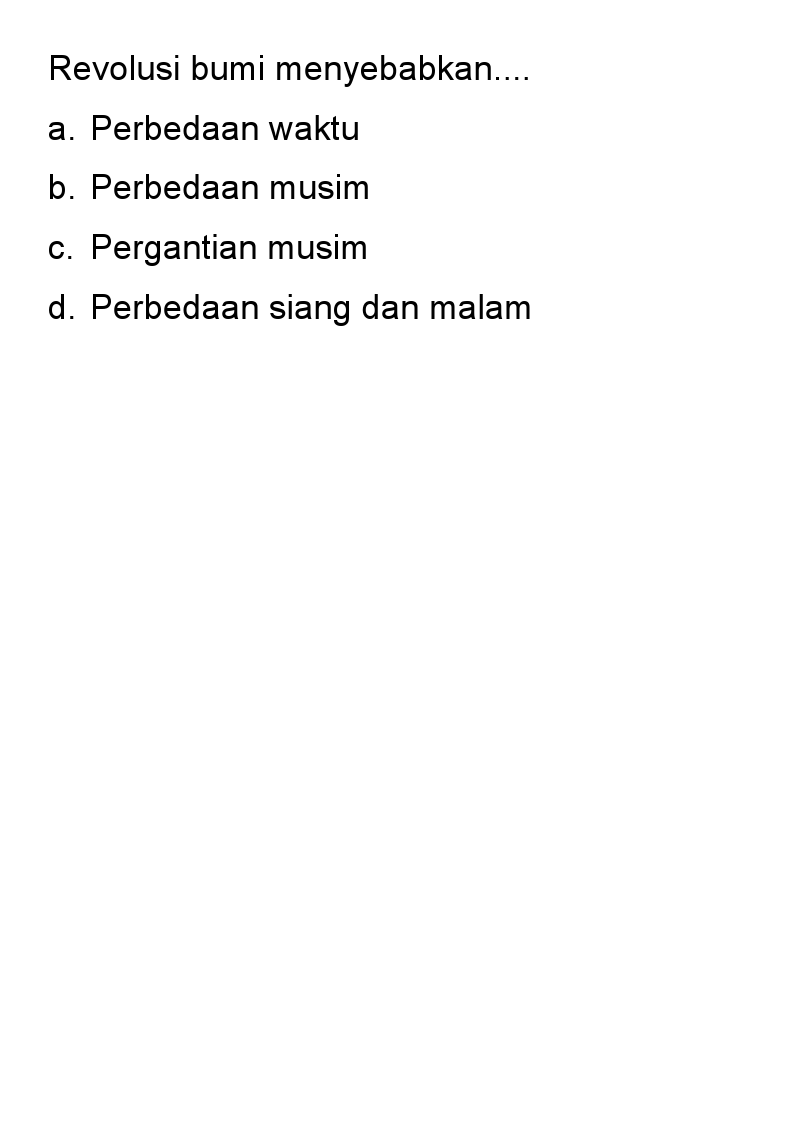 Revolusi bumi menyebabkan....
a. Perbedaan waktu
b. Perbedaan musim
c. Pergantian musim
d. Perbedaan siang dan malam